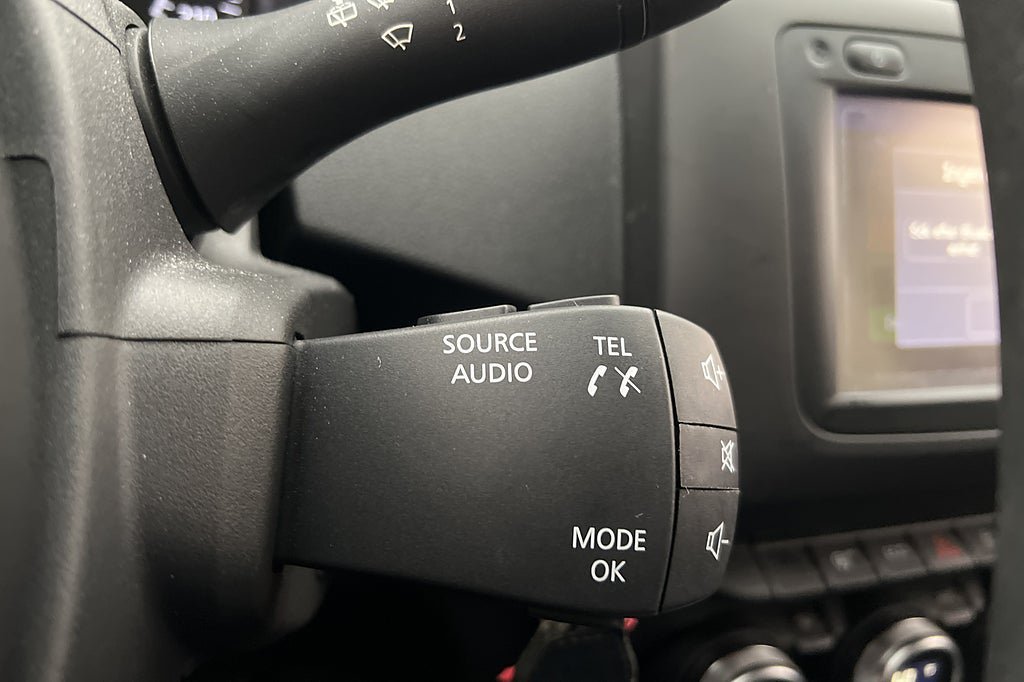 1
2
SOURCE
AUDIO
TEL
MODE
OK